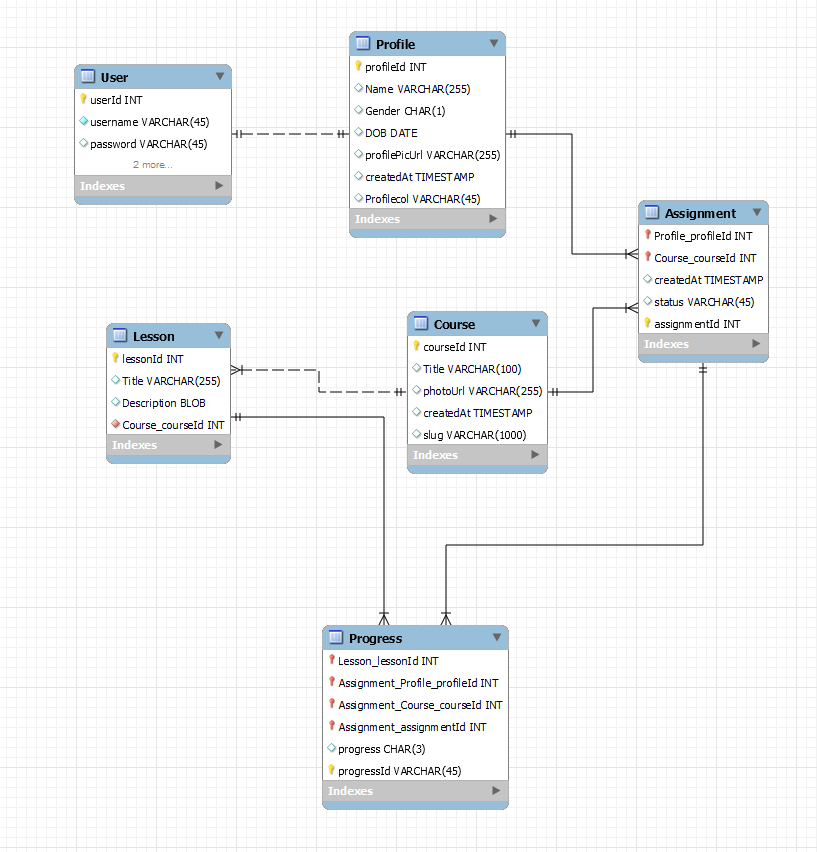 User
userId INT
username VARCHAR(45)
password VARCHAR(45)
2 more...
Indexes
Profile
profileId INT
Name VARCHAR(255)
Gender CHAR(1)
DOB DATE
profilePicUrl VARCHAR(255)
createdAt TIMESTAMP
Profilecol VARCHAR(45)
Indexes
Assignment
Profile_profileId INT
Course_courseId INT
createdAt TIMESTAMP
status VARCHAR(45)
assignmentId INT
Indexes
Lesson
lessonId INT
Title VARCHAR(255)
Description BLOB
Course_courseId INT
Indexes
Course
courseId INT
Title VARCHAR(100)
photoUrl VARCHAR(255)
createdAt TIMESTAMP
slug VARCHAR(1000)
Indexes
Progress
Lesson_lessonId INT
Assignment_Profile_profileId INT
Assignment_Course_courseId INT
Assignment_assignmentId INT
progress CHAR(3)
progressId VARCHAR(45)
Indexes